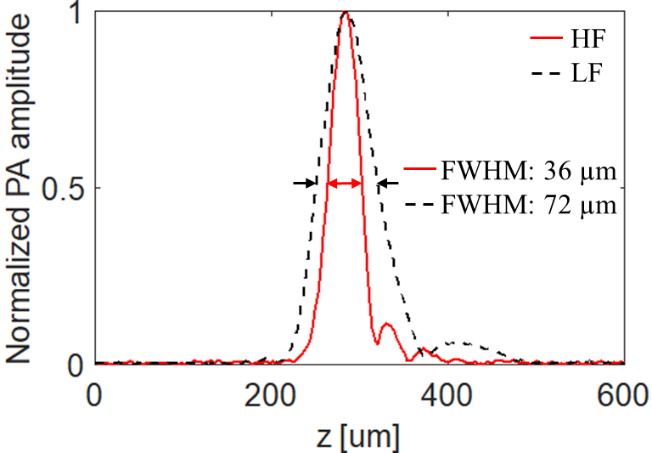 Normalized PA amplitude
1
0.5
0
HF
LF
FWHM: 36 μm
FWHM: 72 μm
0
200
400
600
z [um]